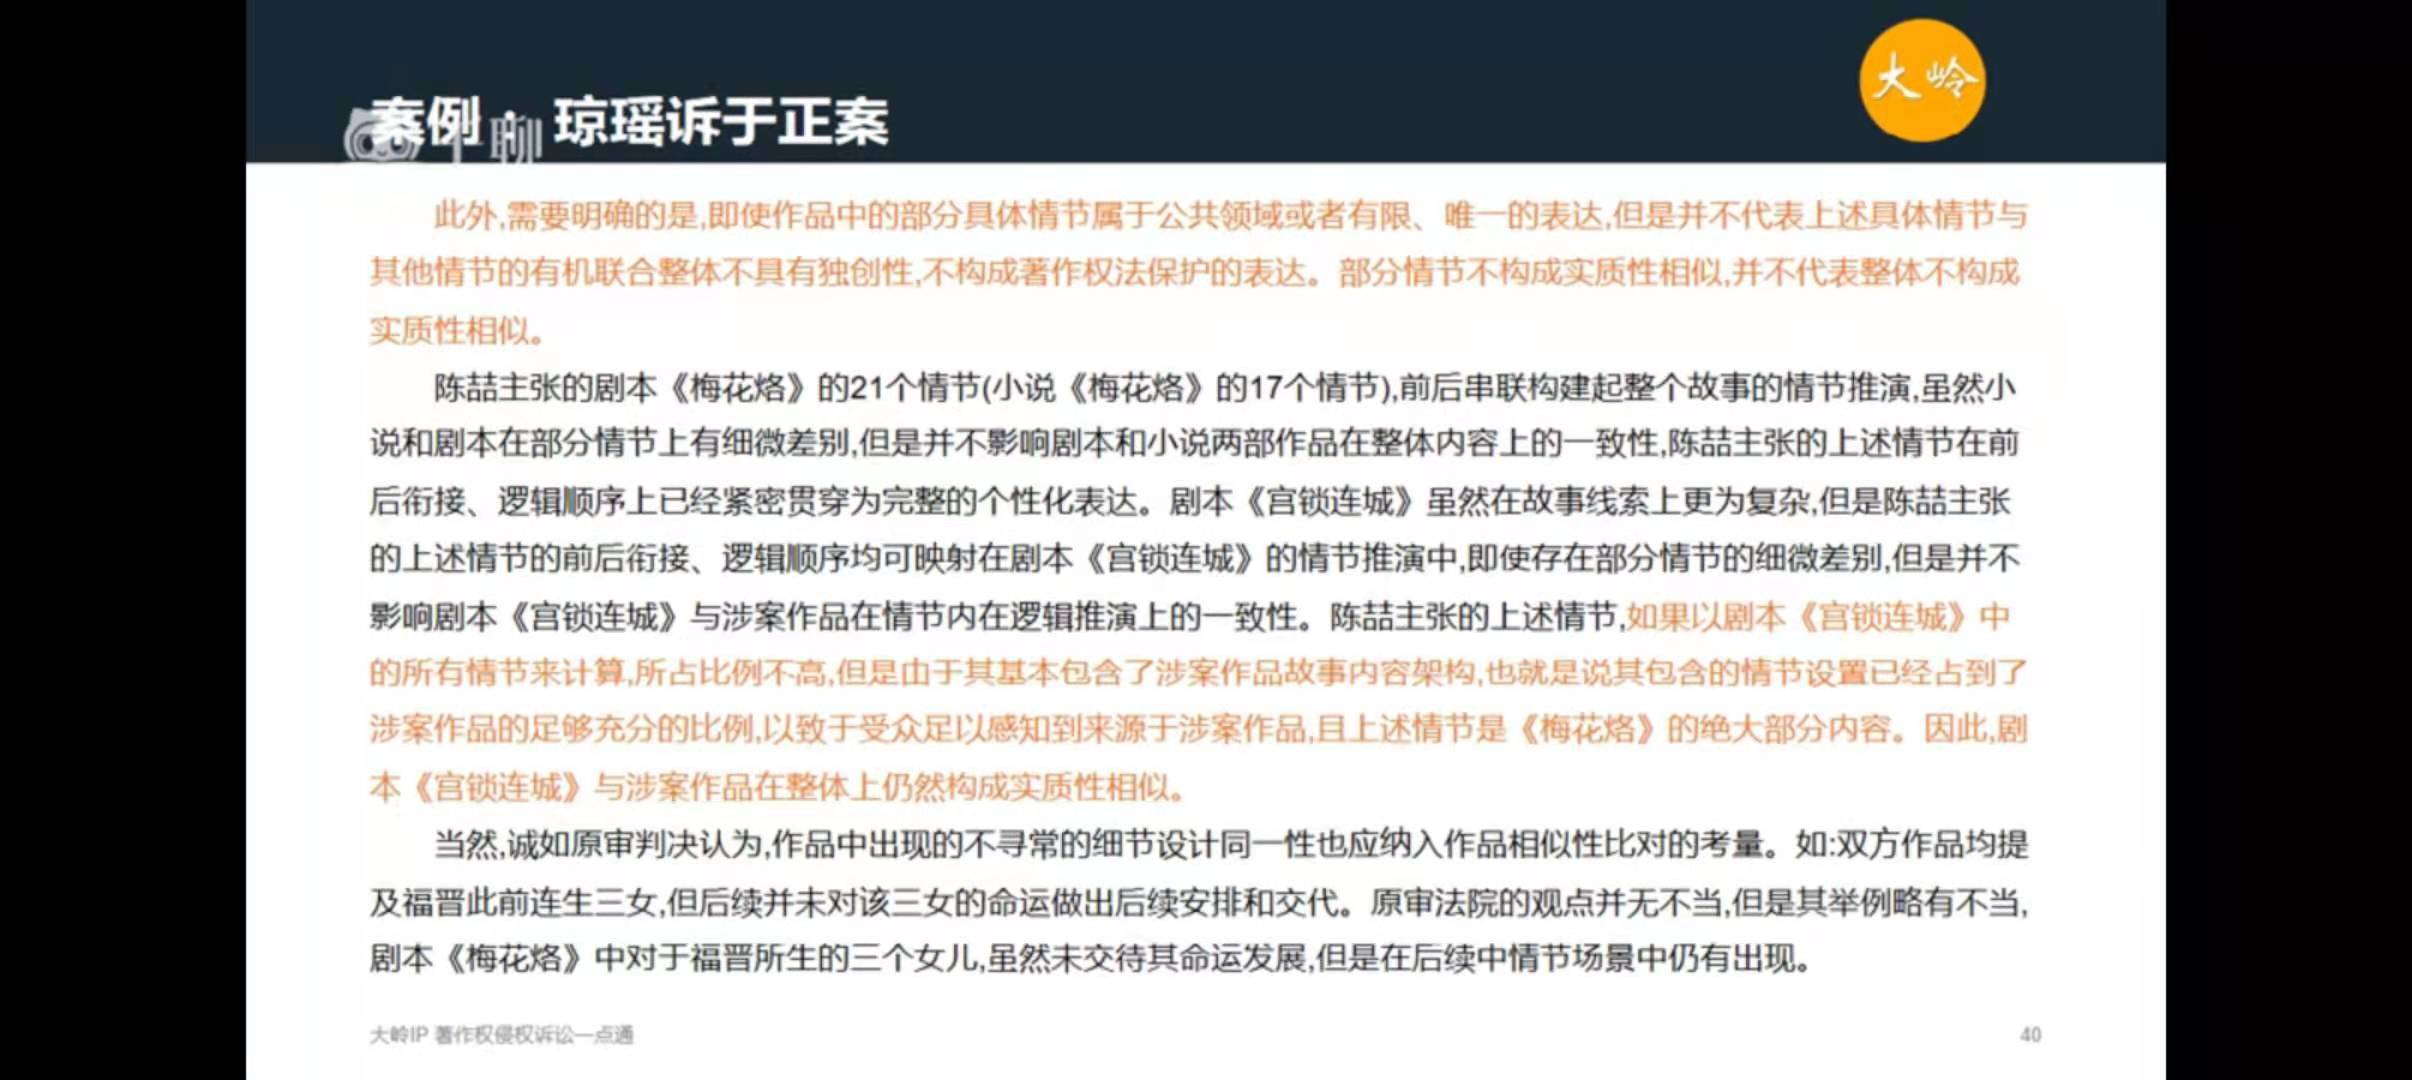 大岭
案例：琼瑶诉于正案
千聊
此外,需要明确的是,即使作品中的部分具体情节属于公共领域或者有限、唯一的表达,但是并不代表上述具体情节与
其他情节的有机联合整体不具有独创性,不构成著作权法保护的表达。部分情节不构成实质性相似,并不代表整体不构成
实质性相似。
陈喆主张的剧本《梅花烙》的21个情节(小说《梅花烙》的17个情节),前后串联构建起整个故事的情节推演,虽然小
说和剧本在部分情节上有细微差别,但是并不影响剧本和小说两部作品在整体内容上的一致性,陈喆主张的上述情节在前
后衔接、逻辑顺序上已经紧密贯穿为完整的个性化表达。剧本《宫锁连城》虽然在故事线索上更为复杂,但是陈喆主张
的上述情节的前后衔接、逻辑顺序均可映射在剧本《宫锁连城》的情节推演中,即使存在部分情节的细微差别,但是并不
影响剧本《宫锁连城》与涉案作品在情节内在逻辑推演上的一致性。陈喆主张的上述情节,如果以剧本《宫锁连城》中
的所有情节来计算,所占比例不高,但是由于其基本包含了涉案作品故事内容架构,也就是说其包含的情节设置已经占到了
涉案作品的足够充分的比例,以致于受众足以感知到来源于涉案作品,且上述情节是《梅花烙》的绝大部分内容。因此,剧
本《宫锁连城》与涉案作品在整体上仍然构成实质性相似。
当然,诚如原审判决认为,作品中出现的不寻常的细节设计同一性也应纳入作品相似性比对的考量。如:双方作品均提
及福晋此前连生三女,但后续并未对该三女的命运做出后续安排和交代。原审法院的观点并无不当,但是其举例略有不当,
剧本《梅花烙》中对于福晋所生的三个女儿,虽然未交待其命运发展,但是在后续中情节场景中仍有出现。
大岭IP 著作权侵权诉讼一点通
40